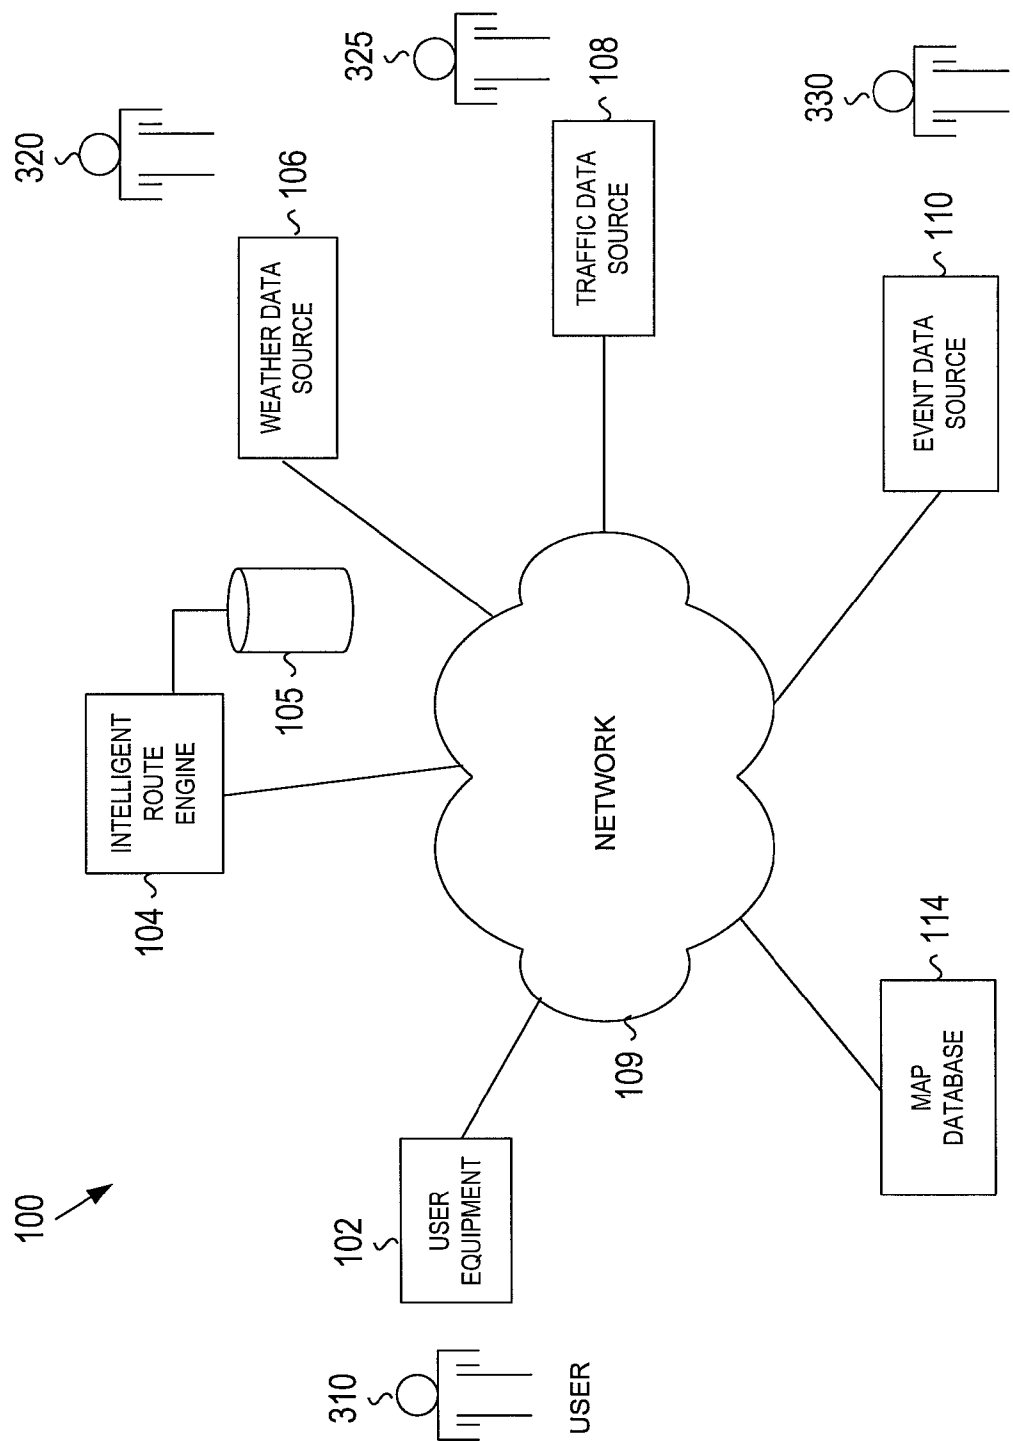 100
310
USER
102
USER
EQUIPMENT
104
INTELLIGENT
ROUTE
ENGINE
105
320
106
WEATHER DATA
SOURCE
325
108
TRAFFIC DATA
SOURCE
109
NETWORK
330
110
EVENT DATA
SOURCE
114
MAP
DATABASE